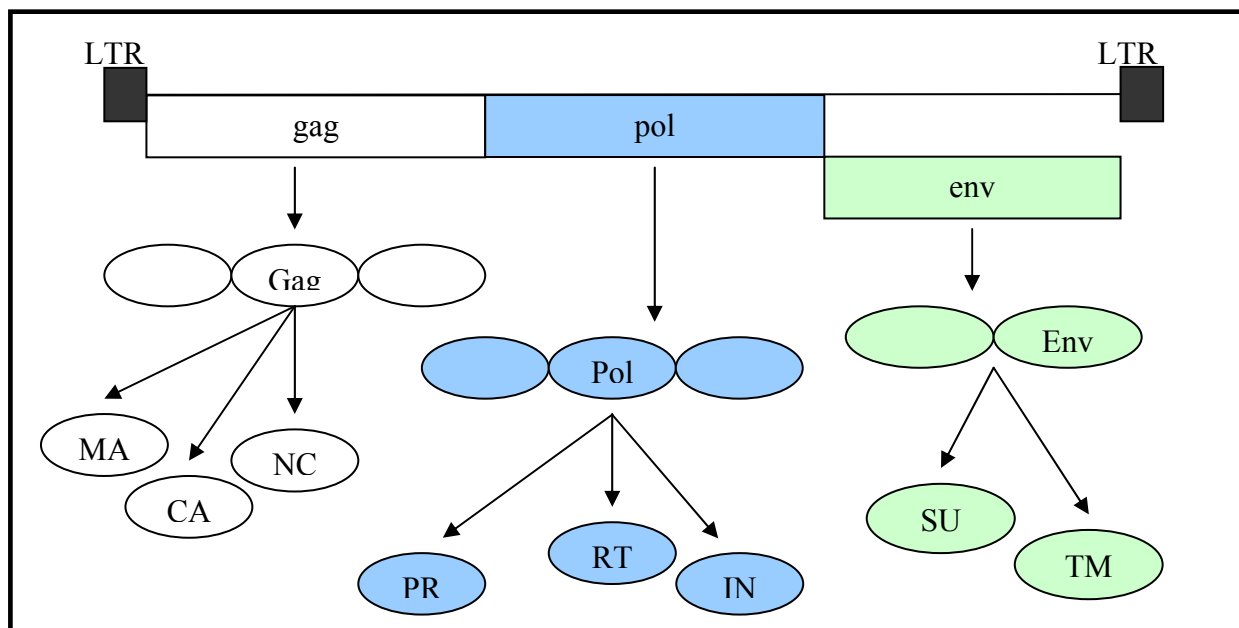 LTR LTR
gag pol
env
Gag
Env
Pol
MA NC
CA
SU
RT
TM
PR IN